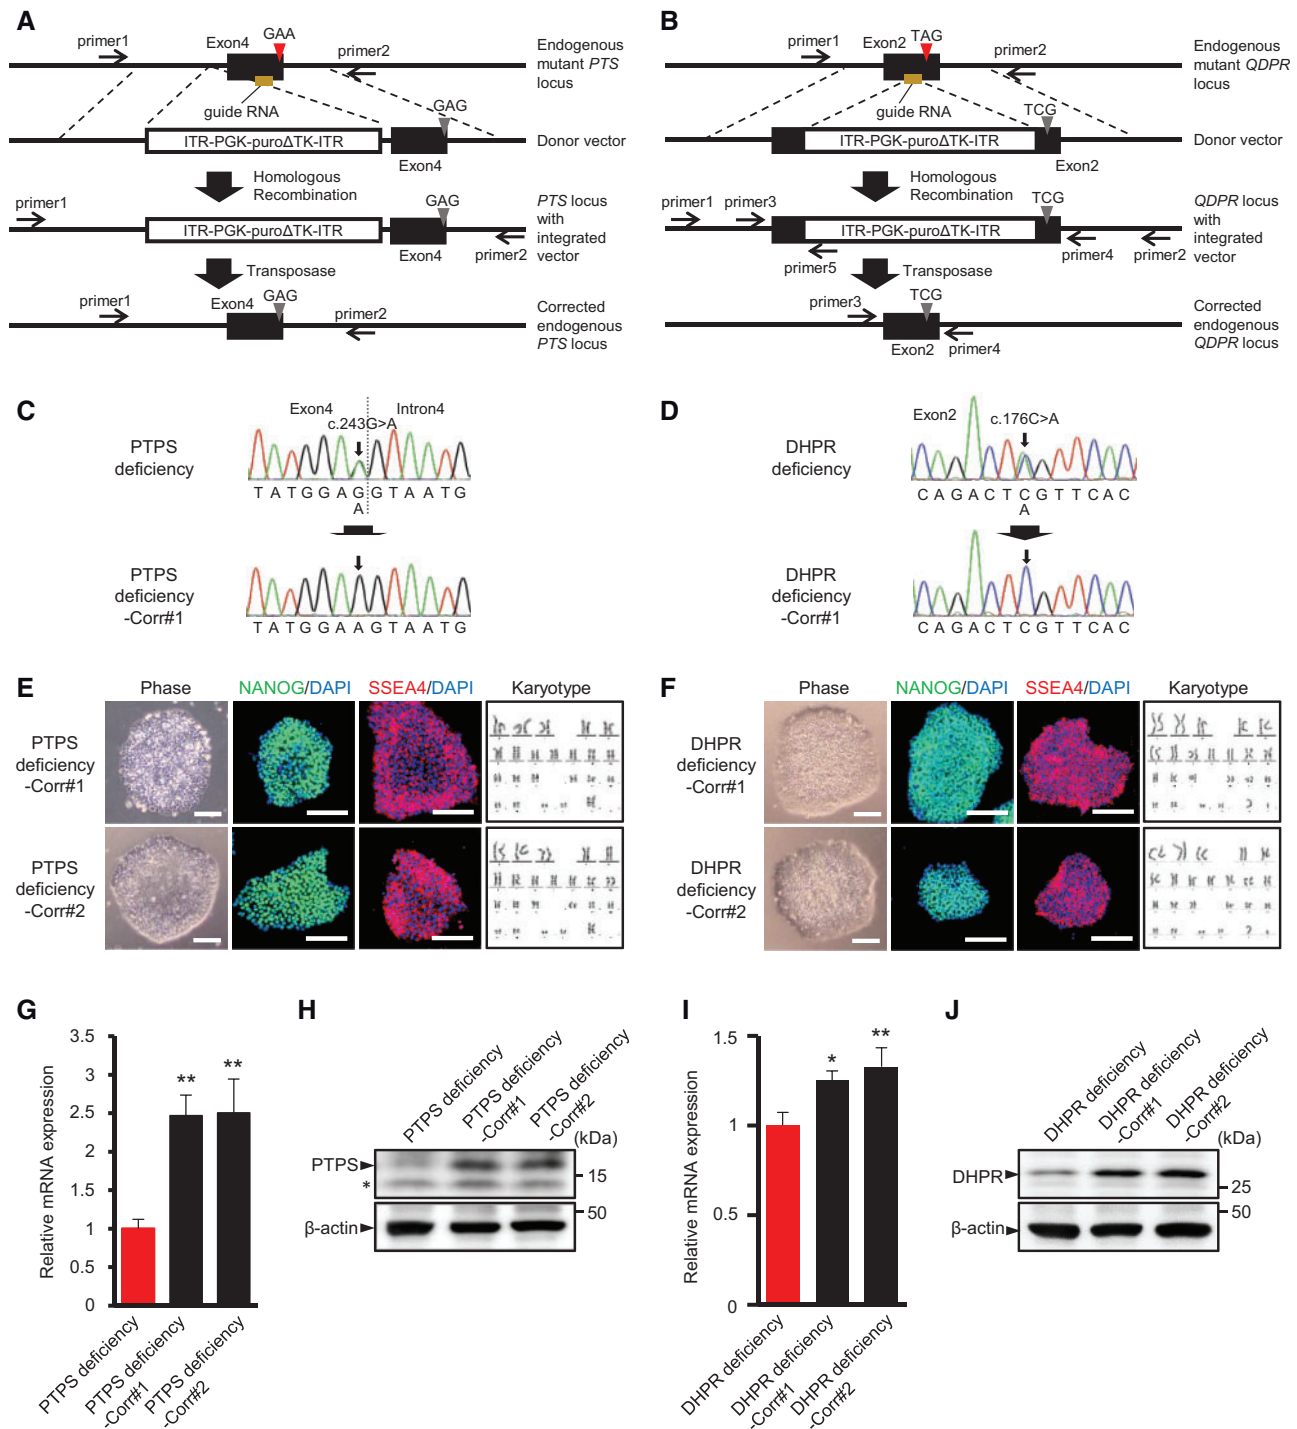 A
primer1
Exon4
GAA
primer2
Endogenous
mutant PTS
locus
guide RNA
GAG
ITR-PGK-puroΔTK-ITR
Exon4
Donor vector
Homologous
Recombination
primer1
GAG
ITR-PGK-puroΔTK-ITR
Exon4
primer2
PTS locus
with
integrated
vector
Transposase
primer1
Exon4
GAG
primer2
Corrected
endogenous
PTS locus
B
primer1
Exon2
TAG
primer2
Endogenous
mutant QDPR
locus
guide RNA
TCG
ITR-PGK-puroΔTK-ITR
Exon2
Donor vector
Homologous
Recombination
primer1
primer3
TCG
ITR-PGK-puroΔTK-ITR
primer5
primer4
primer2
QDPR locus
with
integrated
vector
Transposase
primer3
TCG
Exon2
primer4
Corrected
endogenous
QDPR locus
C
Exon4
Intron4
c.243G>A
PTPS
deficiency
T A T G G A G G T A A T G
A
PTPS
deficiency
-Corr#1
T A T G G A A G T A A T G
D
Exon2
c.176C>A
DHPR
deficiency
C A G A C T C G T T C A C
A
DHPR
deficiency
-Corr#1
C A G A C T C G T T C A C
E
Phase
NANOG/DAPI
SSEA4/DAPI
Karyotype
PTPS
deficiency
-Corr#1
PTPS
deficiency
-Corr#2
F
Phase
NANOG/DAPI
SSEA4/DAPI
Karyotype
DHPR
deficiency
-Corr#1
DHPR
deficiency
-Corr#2
G
Relative mRNA expression
3.5
3
2.5
2
1.5
1
0.5
0
**
**
PTPS deficiency
PTPS deficiency
-Corr#1
PTPS deficiency
-Corr#2
H
PTPS deficiency
PTPS deficiency
-Corr#1
PTPS deficiency
-Corr#2
(kDa)
PTPS
15
*
50
β-actin
I
Relative mRNA expression
1.5
1
0.5
0
*
**
DHPR deficiency
DHPR deficiency
-Corr#1
DHPR deficiency
-Corr#2
J
DHPR deficiency
DHPR deficiency
-Corr#1
DHPR deficiency
-Corr#2
(kDa)
DHPR
25
50
β-actin